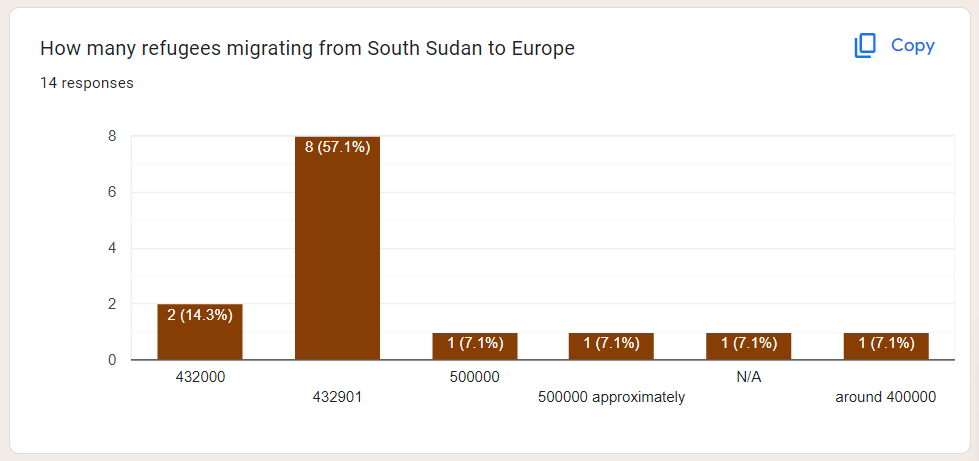 How many refugees migrating from South Sudan to Europe
Copy
14 responses
8
6
4
2
0
2 (14.3%)
8 (57.1%)
1 (7.1%)
1 (7.1%)
1 (7.1%)
1 (7.1%)
432000
432901
500000
500000 approximately
N/A
around 400000